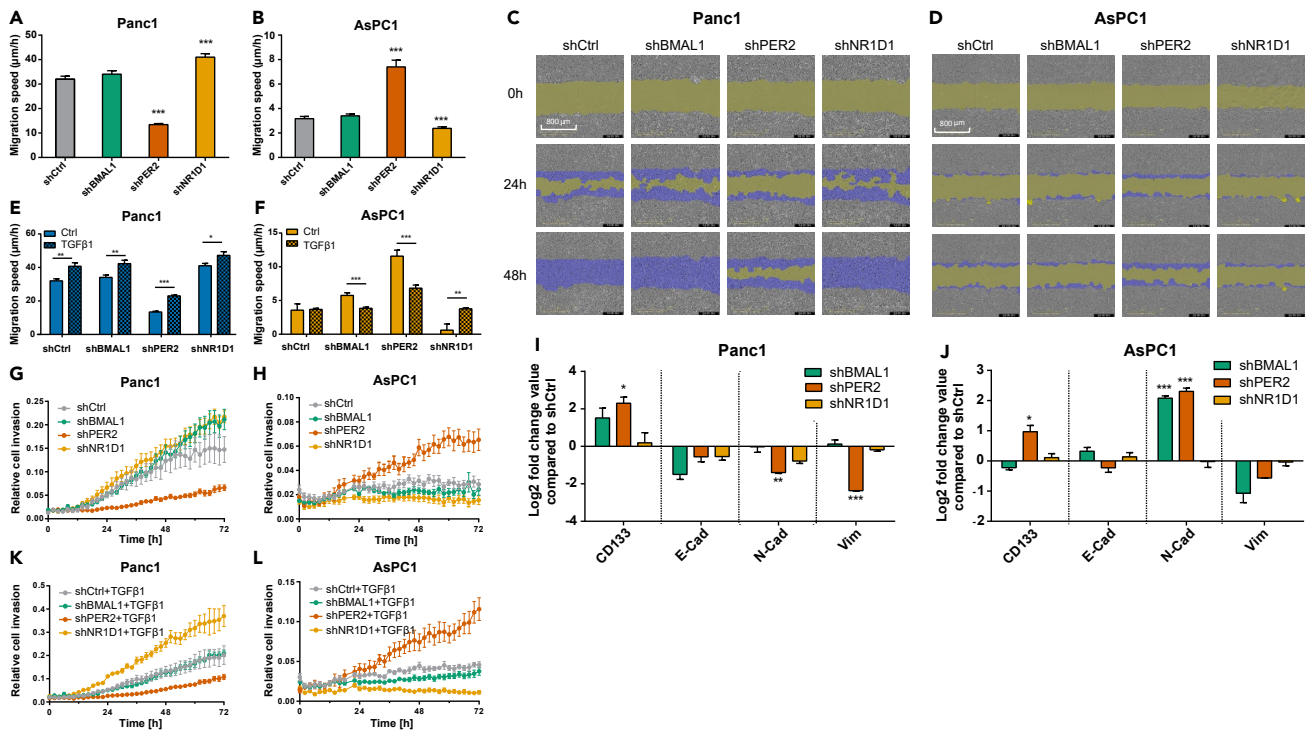 A
Panc1
Migration speed (µm/h)
50
40
30
20
10
0
***
***
shCtrl
shBMAL1
shPER2
shNR1D1
B
AsPC1
Migration speed (µm/h)
10
8
6
4
2
0
***
***
shCtrl
shBMAL1
shPER2
shNR1D1
C
Panc1
shCtrl shBMAL1 shPER2 shNR1D1
0h
800 µm
24h
48h
D
AsPC1
shCtrl shBMAL1 shPER2 shNR1D1
800 µm
E
Panc1
Migration speed (µm/h)
60
40
20
0
Ctrl
TGFβ1
** ** *** *
shCtrl shBMAL1 shPER2 shNR1D1
F
AsPC1
Migration speed (µm/h)
15
10
5
0
Ctrl
TGFβ1
*** *** **
shCtrl shBMAL1 shPER2 shNR1D1
G
Panc1
Relative cell invasion
0.25
0.20
0.15
0.10
0.05
0.00
shCtrl
shBMAL1
shPER2
shNR1D1
0 24 48 72
Time [h]
H
AsPC1
Relative cell invasion
0.10
0.08
0.06
0.04
0.02
0.00
shCtrl
shBMAL1
shPER2
shNR1D1
0 24 48 72
Time [h]
I
Panc1
Log2 fold change value
compared to shCtrl
4
2
0
-2
-4
shBMAL1
shPER2
shNR1D1
*
**
***
CD133
E-Cad
N-Cad
Vim
J
AsPC1
Log2 fold change value
compared to shCtrl
3
2
1
0
-1
-2
shBMAL1
shPER2
shNR1D1
*
*** ***
CD133
E-Cad
N-Cad
Vim
K
Panc1
Relative cell invasion
0.5
0.4
0.3
0.2
0.1
0.0
shCtrl+TGFβ1
shBMAL1+TGFβ1
shPER2+TGFβ1
shNR1D1+TGFβ1
0 24 48 72
Time [h]
L
AsPC1
Relative cell invasion
0.15
0.10
0.05
0.00
shCtrl+TGFβ1
shBMAL1+TGFβ1
shPER2+TGFβ1
shNR1D1+TGFβ1
0 24 48 72
Time [h]